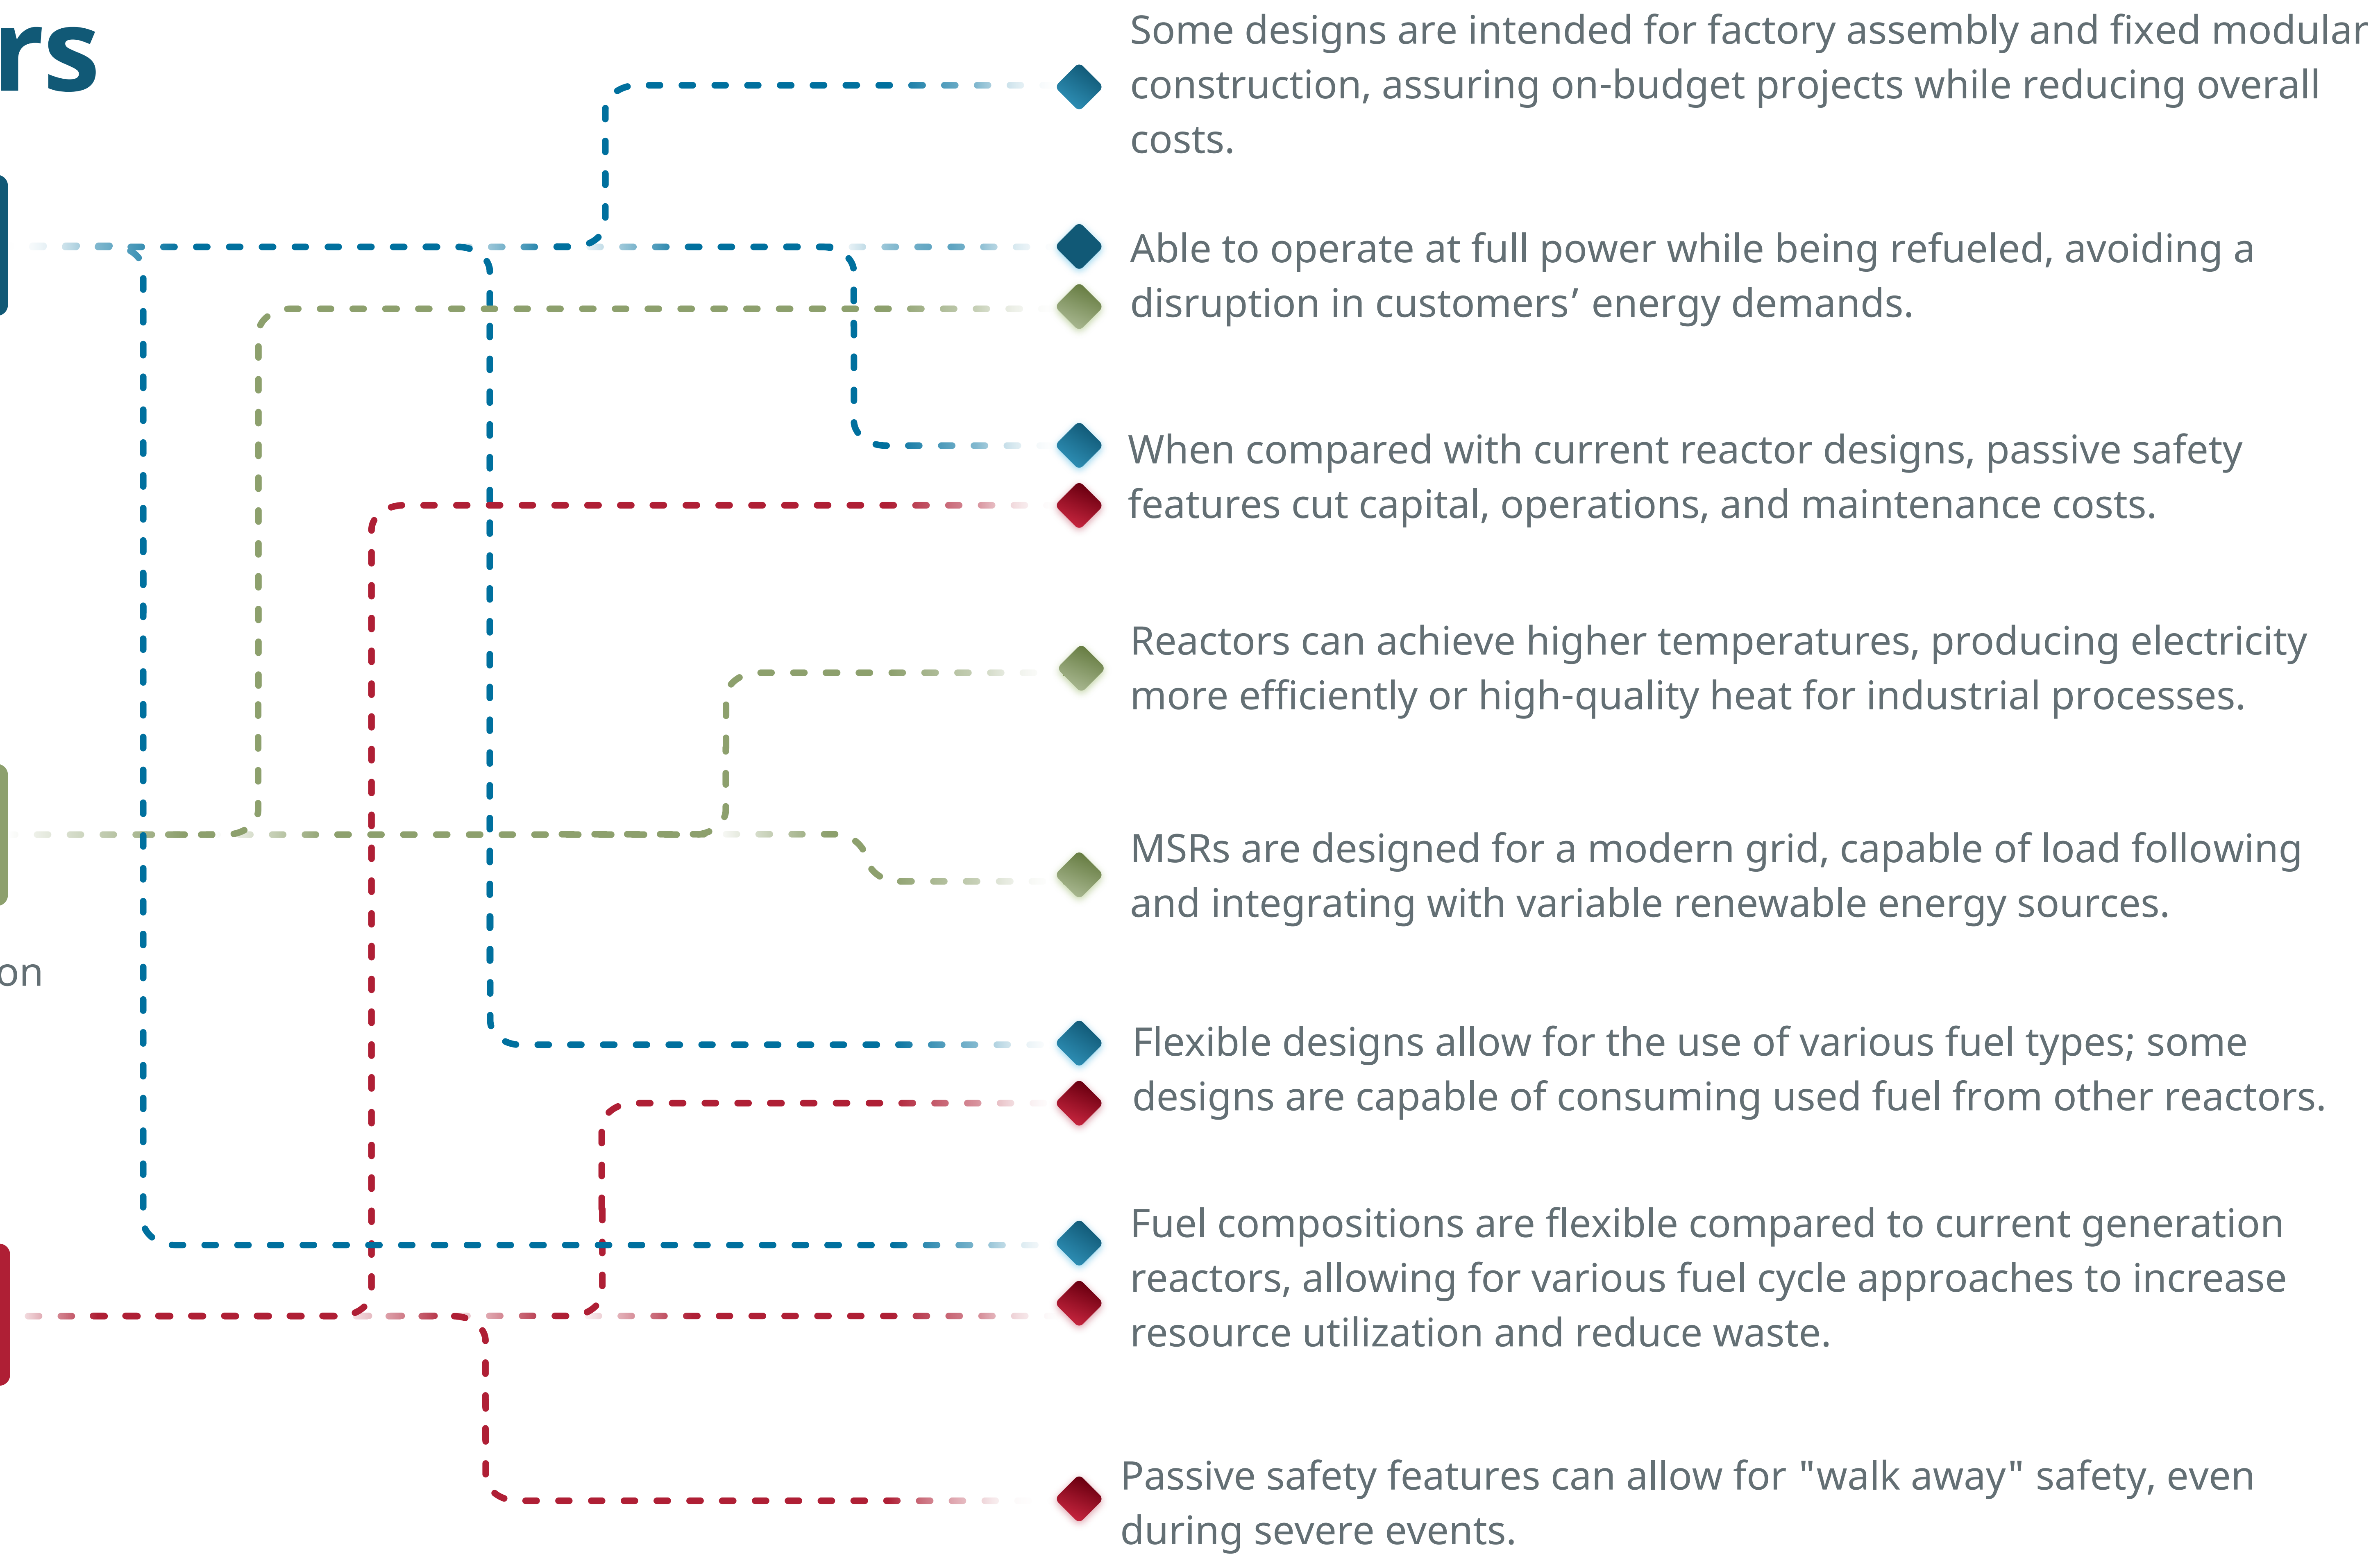 rs
Some designs are intended for factory assembly and fixed modular
construction, assuring on-budget projects while reducing overall
costs.
Able to operate at full power while being refueled, avoiding a
disruption in customers’ energy demands.
When compared with current reactor designs, passive safety
features cut capital, operations, and maintenance costs.
Reactors can achieve higher temperatures, producing electricity
more efficiently or high-quality heat for industrial processes.
MSRs are designed for a modern grid, capable of load following
and integrating with variable renewable energy sources.
on
Flexible designs allow for the use of various fuel types; some
designs are capable of consuming used fuel from other reactors.
Fuel compositions are flexible compared to current generation
reactors, allowing for various fuel cycle approaches to increase
resource utilization and reduce waste.
Passive safety features can allow for "walk away" safety, even
during severe events.